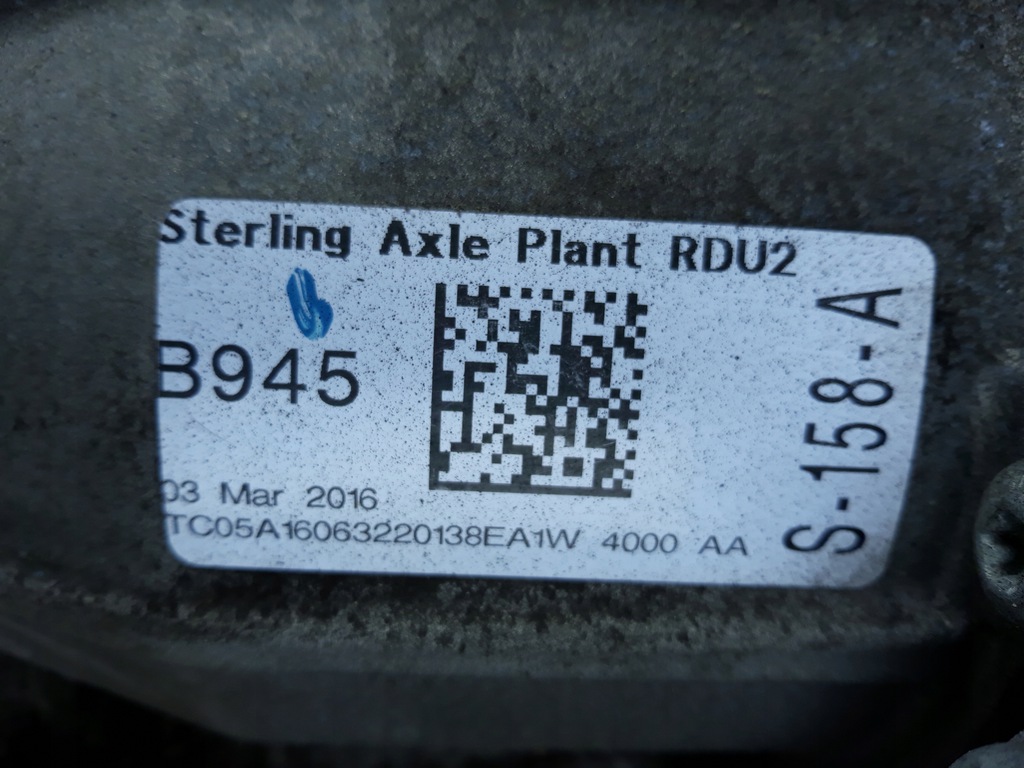 Sterling Axle Plant RDU2
B945
S-158-A
03 Mar 2016
TC05A16063220138EA1W 4000 AA